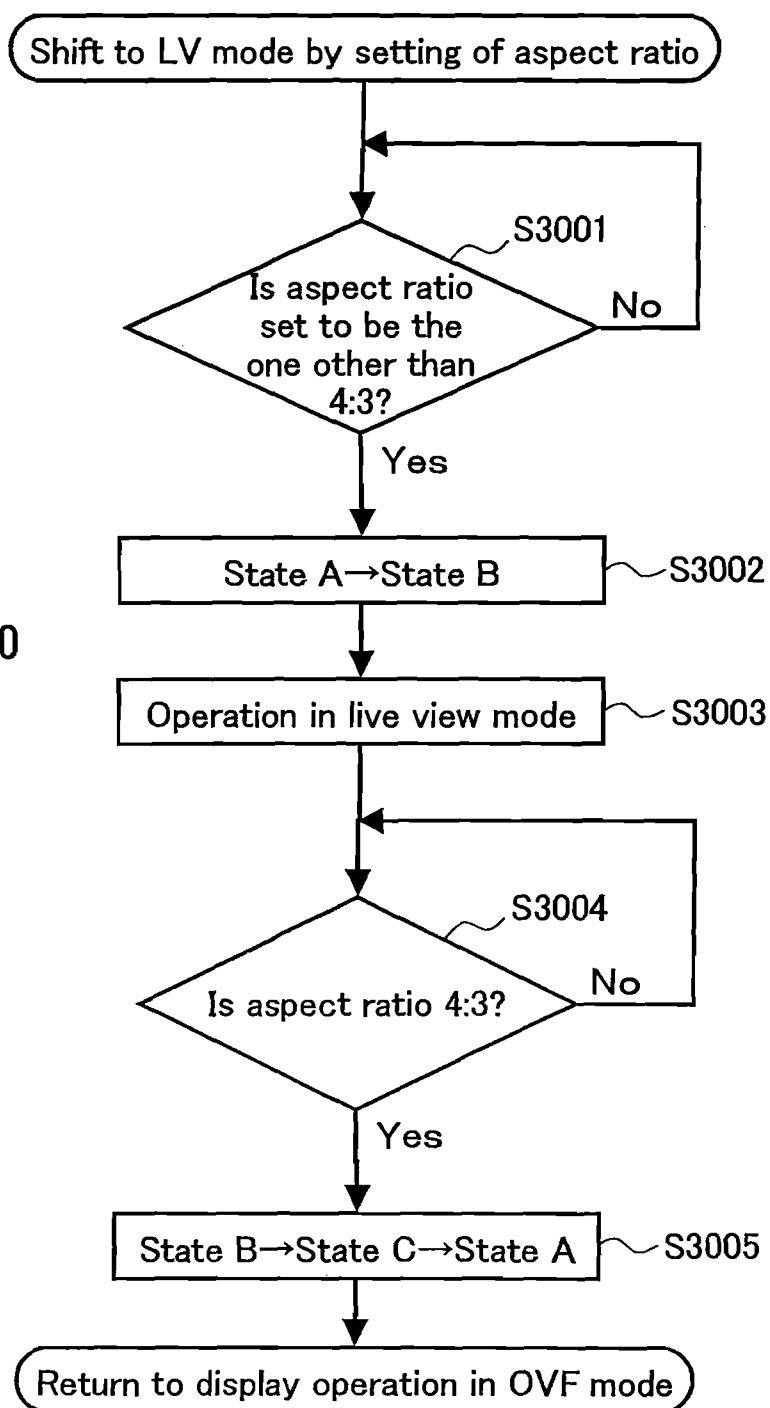 Shift to LV mode by setting of aspect ratio
S3001
Is aspect ratio
set to be the
one other than
4:3?
No
Yes
State A→State B
S3002
0
Operation in live view mode
S3003
S3004
Is aspect ratio 4:3?
No
Yes
State B→State C→State A
S3005
Return to display operation in OVF mode